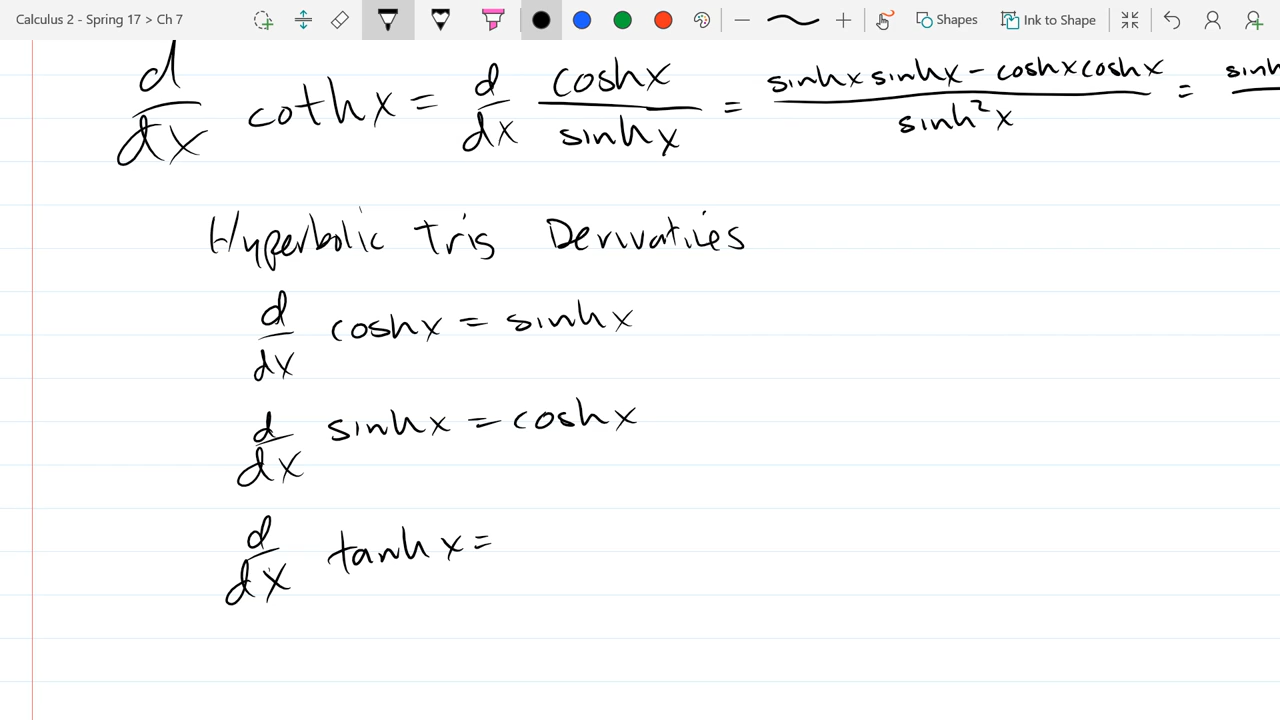 Calculus 2 - Spring 17 > Ch 7 Shapes Ink to Shape
d/dx coth x = d/dx cosh x / sinh x = sinh x sinh x - cosh x cosh x / sinh² x = sinh
Hyperbolic Trig Derivatives
d/dx cosh x = sinh x
d/dx sinh x = cosh x
d/dx tanh x =